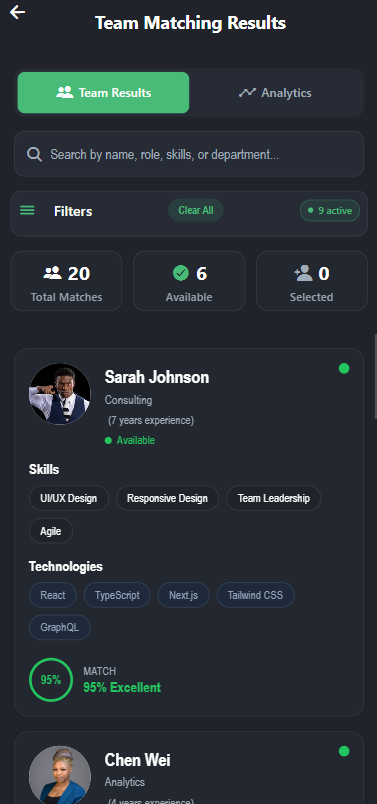 Team Matching Results
Team Results
Analytics
Search by name, role, skills, or department...
Filters
Clear All
9 active
20
Total Matches
6
Available
0
Selected
Sarah Johnson
Consulting
(7 years experience)
Available
Skills
UI/UX Design
Responsive Design
Team Leadership
Agile
Technologies
React
TypeScript
Next.js
Tailwind CSS
GraphQL
95%
MATCH
95% Excellent
Chen Wei
Analytics
(4 years experience)